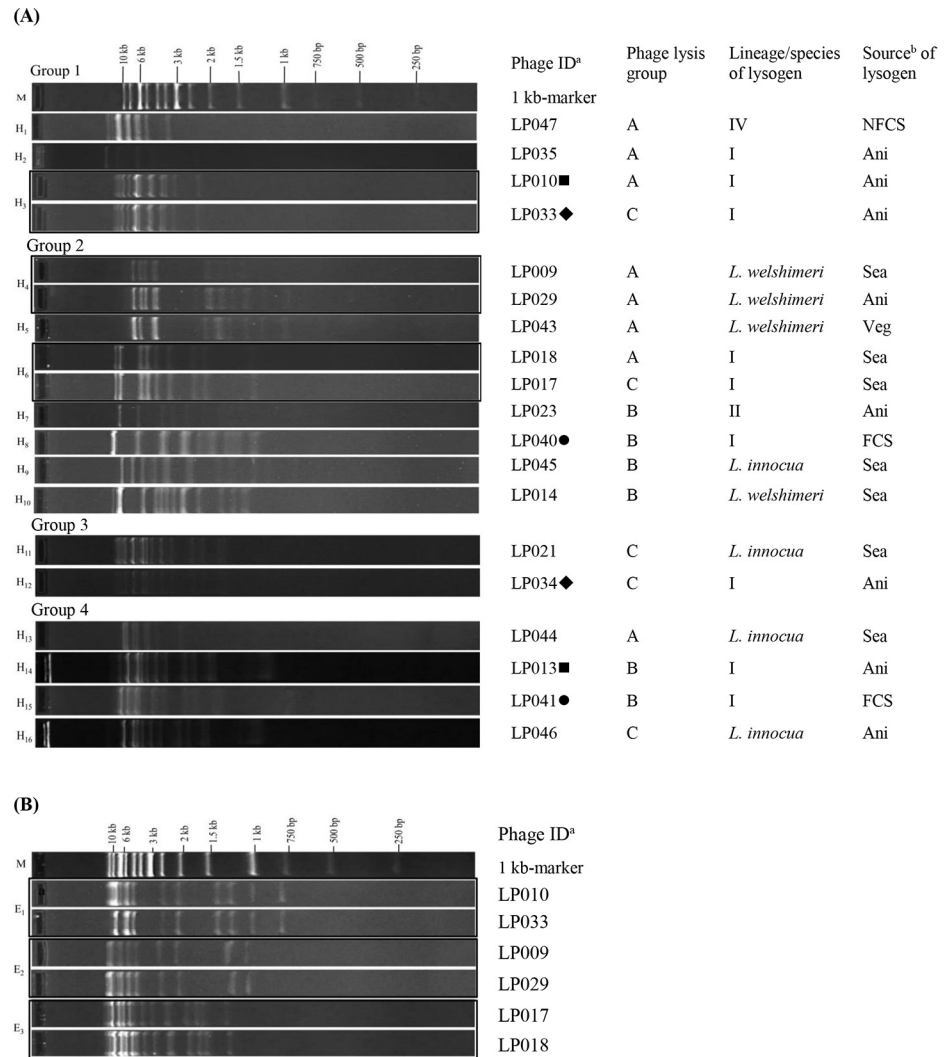 (A)
10 kb 6 kb 3 kb 2 kb 1.5 kb 1 kb 750 bp 500 bp 250 bp
Group 1
Phage IDᵃ Phage lysis group Lineage/species of lysogen Sourceᵇ of lysogen
M 1 kb-marker
H₁ LP047 A IV NFCS
H₂ LP035 A I Ani
H₃ LP010■ A I Ani
LP033◆ C I Ani
Group 2
H₄ LP009 A L. welshimeri Sea
LP029 A L. welshimeri Ani
H₅ LP043 A L. welshimeri Veg
H₆ LP018 A I Sea
LP017 C I Sea
H₇ LP023 B II Ani
H₈ LP040● B I FCS
H₉ LP045 B L. innocua Sea
H₁₀ LP014 B L. welshimeri Sea
Group 3
H₁₁ LP021 C L. innocua Sea
H₁₂ LP034◆ C I Ani
Group 4
H₁₃ LP044 A L. innocua Sea
H₁₄ LP013■ B I Ani
H₁₅ LP041● B I FCS
H₁₆ LP046 C L. innocua Ani
(B)
10 kb 6 kb 3 kb 2 kb 1.5 kb 1 kb 750 bp 500 bp 250 bp
Phage IDᵃ
M 1 kb-marker
E₁ LP010
LP033
E₂ LP009
LP029
E₃ LP017
LP018